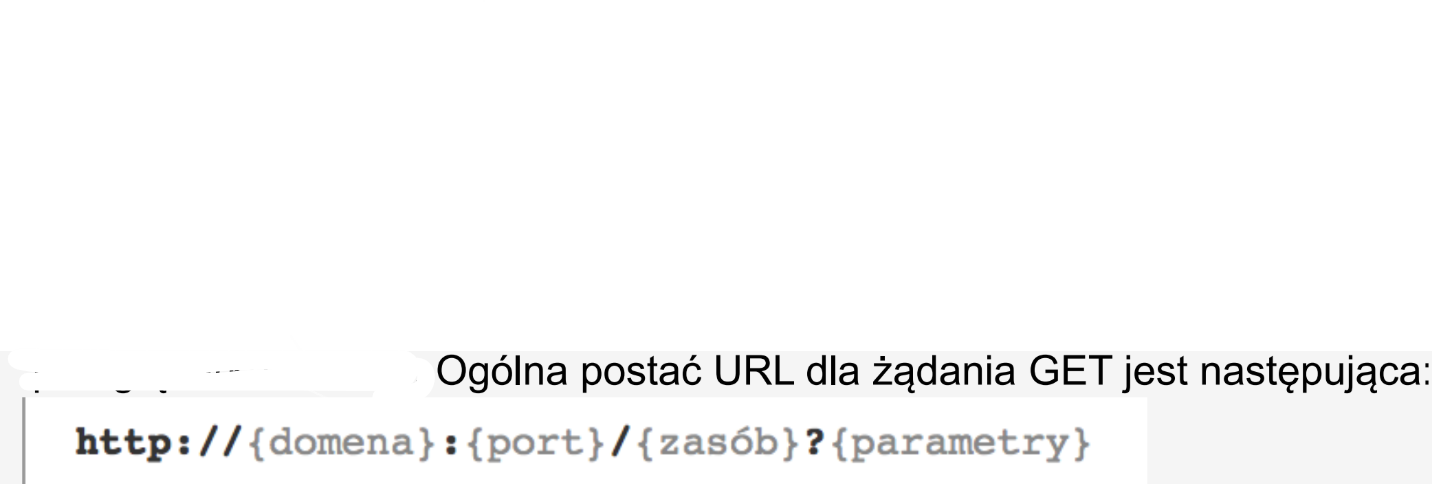 Ogólna postać URL dla żądania GET jest następująca:
http://{domena}:{port}/{zasób}?{parametry}